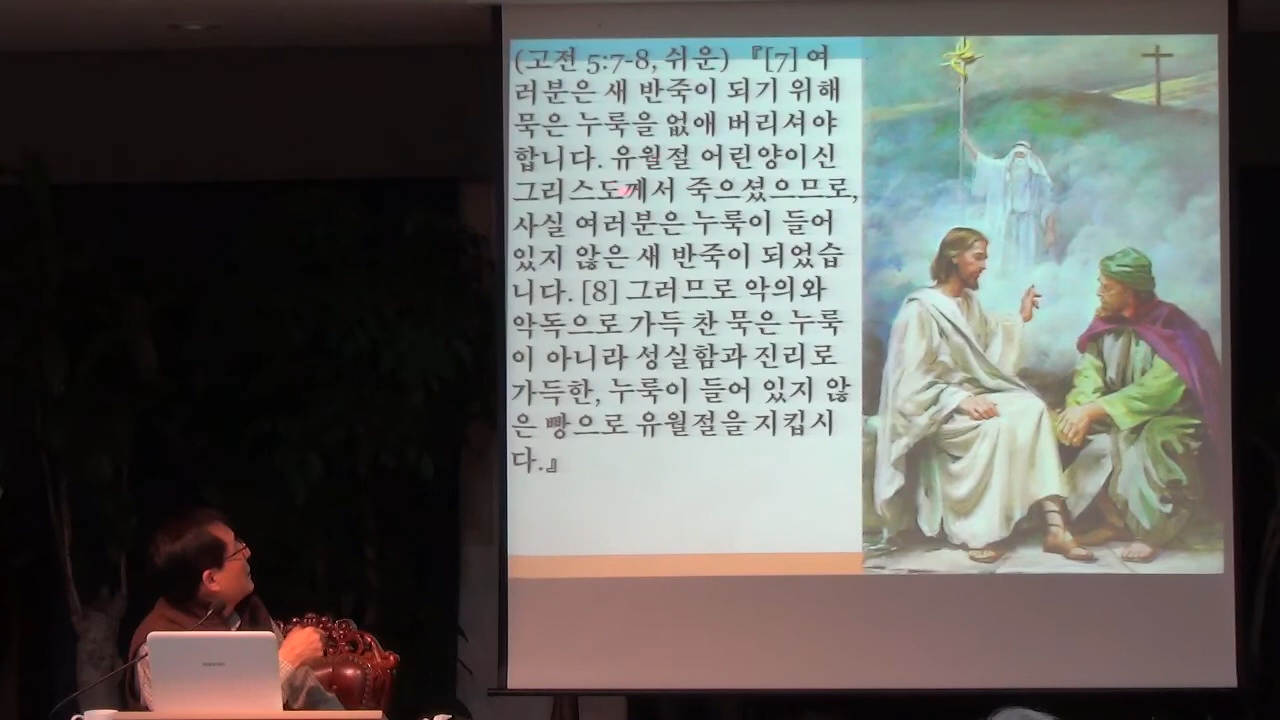 (고전 5:7-8, 쉬운) 『[7] 여
러분은 새 반죽이 되기 위해
묵은 누룩을 없애 버리셔야
합니다. 유월절 어린양이신
그리스도께서 죽으셨으므로,
사실 여러분은 누룩이 들어
있지 않은 새 반죽이 되었습
니다. [8] 그러므로 악의와
악독으로 가득 찬 묵은 누룩
이 아니라 성실함과 진리로
가득한, 누룩이 들어 있지 않
은 빵으로 유월절을 지킵시
다.』
SAMSUNG